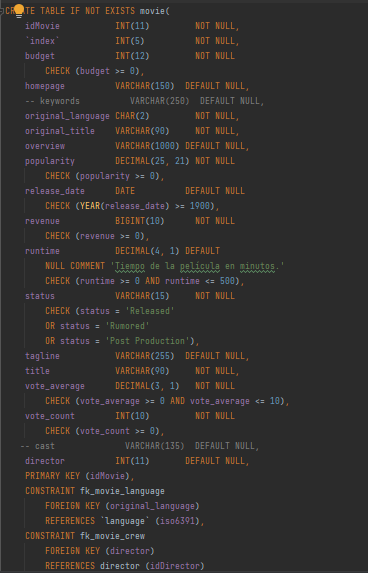 CREATE TABLE IF NOT EXISTS movie(
idMovie INT(11) NOT NULL,
`index` INT(5) NOT NULL,
budget INT(12) NOT NULL
CHECK (budget >= 0),
homepage VARCHAR(150) DEFAULT NULL,
-- keywords VARCHAR(250) DEFAULT NULL,
original_language CHAR(2) NOT NULL,
original_title VARCHAR(90) NOT NULL,
overview VARCHAR(1000) DEFAULT NULL,
popularity DECIMAL(25, 21) NOT NULL
CHECK (popularity >= 0),
release_date DATE DEFAULT NULL
CHECK (YEAR(release_date) >= 1900),
revenue BIGINT(10) NOT NULL
CHECK (revenue >= 0),
runtime DECIMAL(4, 1) DEFAULT
NULL COMMENT 'Tiempo de la película en minutos.'
CHECK (runtime >= 0 AND runtime <= 500),
status VARCHAR(15) NOT NULL
CHECK (status = 'Released'
OR status = 'Rumored'
OR status = 'Post Production'),
tagline VARCHAR(255) DEFAULT NULL,
title VARCHAR(90) NOT NULL,
vote_average DECIMAL(3, 1) NOT NULL
CHECK (vote_average >= 0 AND vote_average <= 10),
vote_count INT(10) NOT NULL
CHECK (vote_count >= 0),
-- cast VARCHAR(135) DEFAULT NULL,
director INT(11) DEFAULT NULL,
PRIMARY KEY (idMovie),
CONSTRAINT fk_movie_language
FOREIGN KEY (original_language)
REFERENCES `language` (iso6391),
CONSTRAINT fk_movie_crew
FOREIGN KEY (director)
REFERENCES director (idDirector)